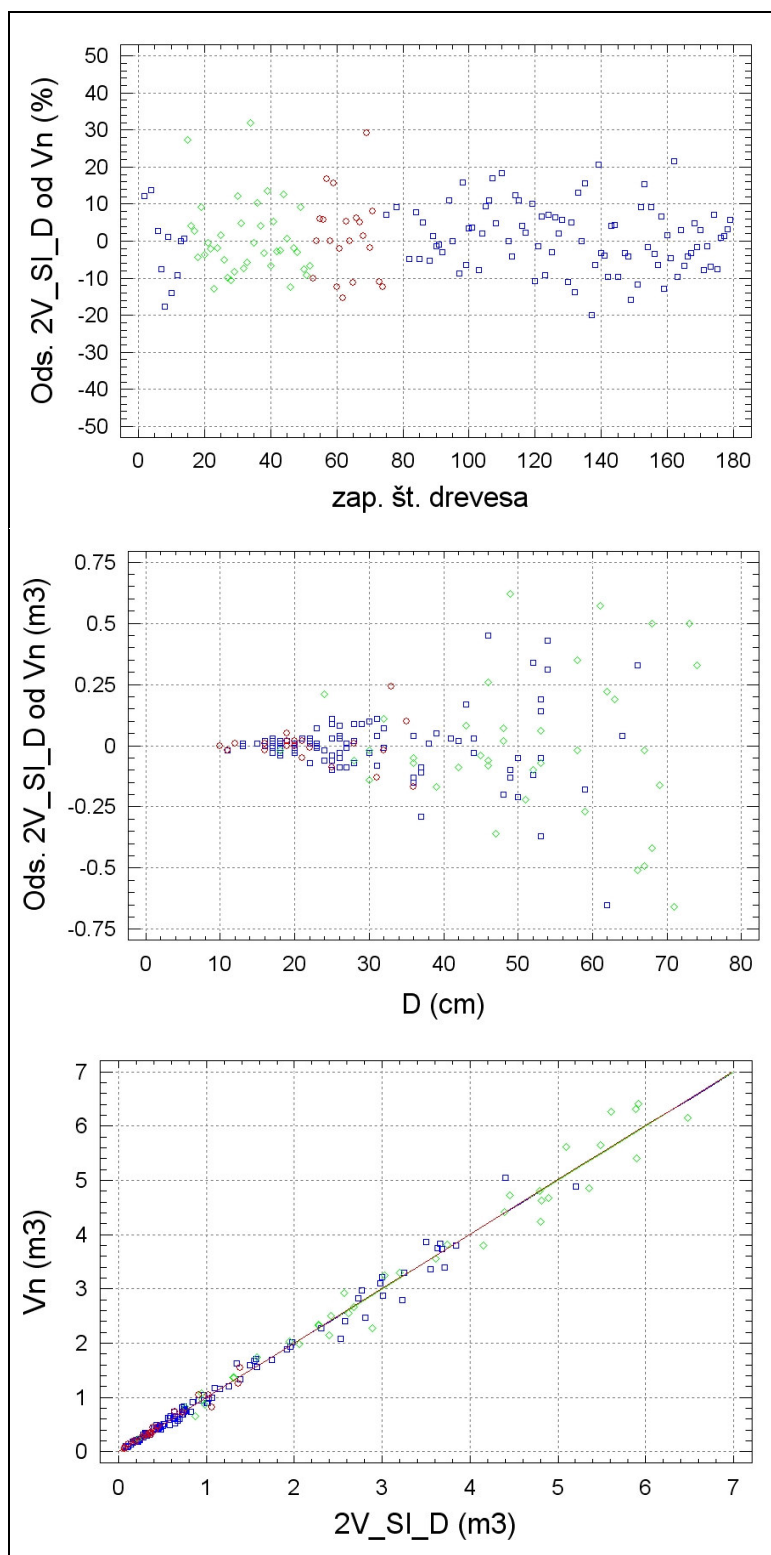 Ods. 2V_SI_D od Vn (%)
50
40
30
20
10
0
-10
-20
-30
-40
-50
0 20 40 60 80 100 120 140 160 180
zap. št. drevesa
Ods. 2V_SI_D od Vn (m3)
0.75
0.5
0.25
0
-0.25
-0.5
-0.75
0 10 20 30 40 50 60 70 80
D (cm)
Vn (m3)
7
6
5
4
3
2
1
0
0 1 2 3 4 5 6 7
2V_SI_D (m3)